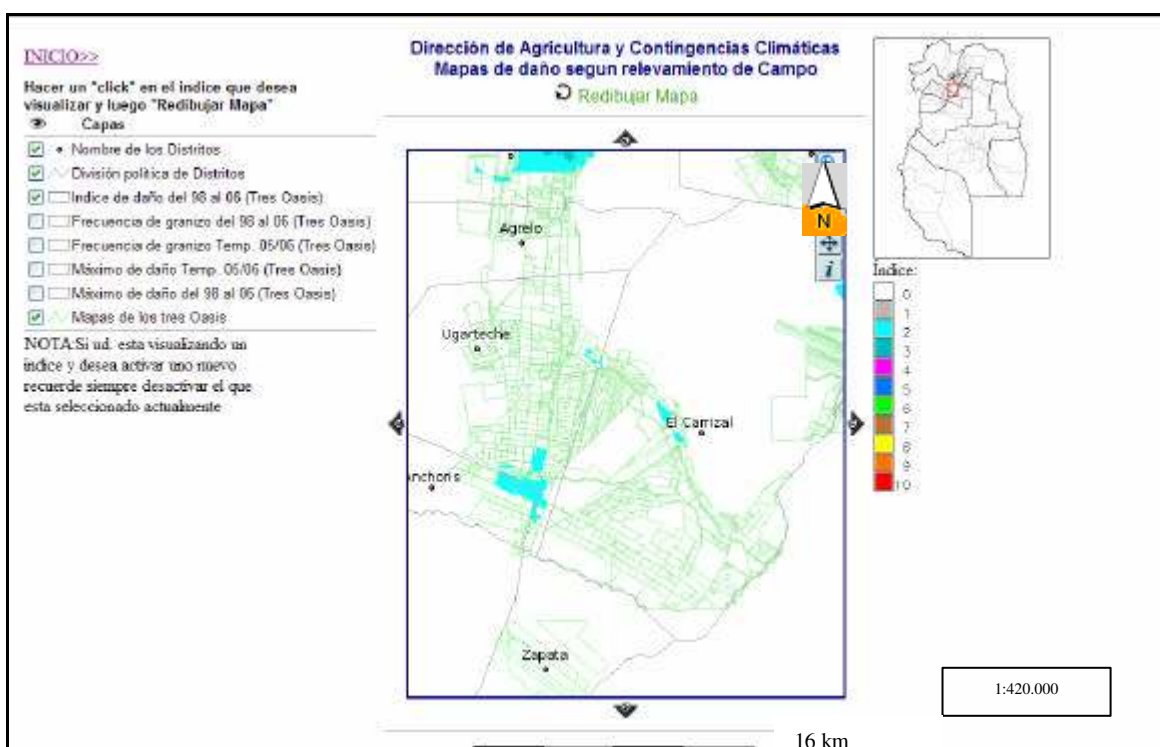 INICIO>>
Hacer un "click" en el indice que desea
visualizar y luego "Redibujar Mapa"
Capas
Nombre de los Distritos
División política de Distritos
Indice de daño del 98 al 06 (Tres Oasis)
Frecuencia de granizo del 98 al 06 (Tres Oasis)
Frecuencia de granizo Temp. 05/06 (Tres Oasis)
Máximo de daño Temp. 05/06 (Tres Oasis)
Máximo de daño del 98 al 06 (Tres Oasis)
Mapas de los tres Oasis
NOTA:Si ud. esta visualizando un
indice y desea activar uno nuevo
recuerde siempre desactivar el que
esta seleccionado actualmente
Dirección de Agricultura y Contingencias Climáticas
Mapas de daño segun relevamiento de Campo
Redibujar Mapa
N
i
Agrelo
Ugarteche
El Carrizal
Anchoris
Zapata
Indice:
0
1
2
3
4
5
6
7
8
9
10
1:420.000
16 km